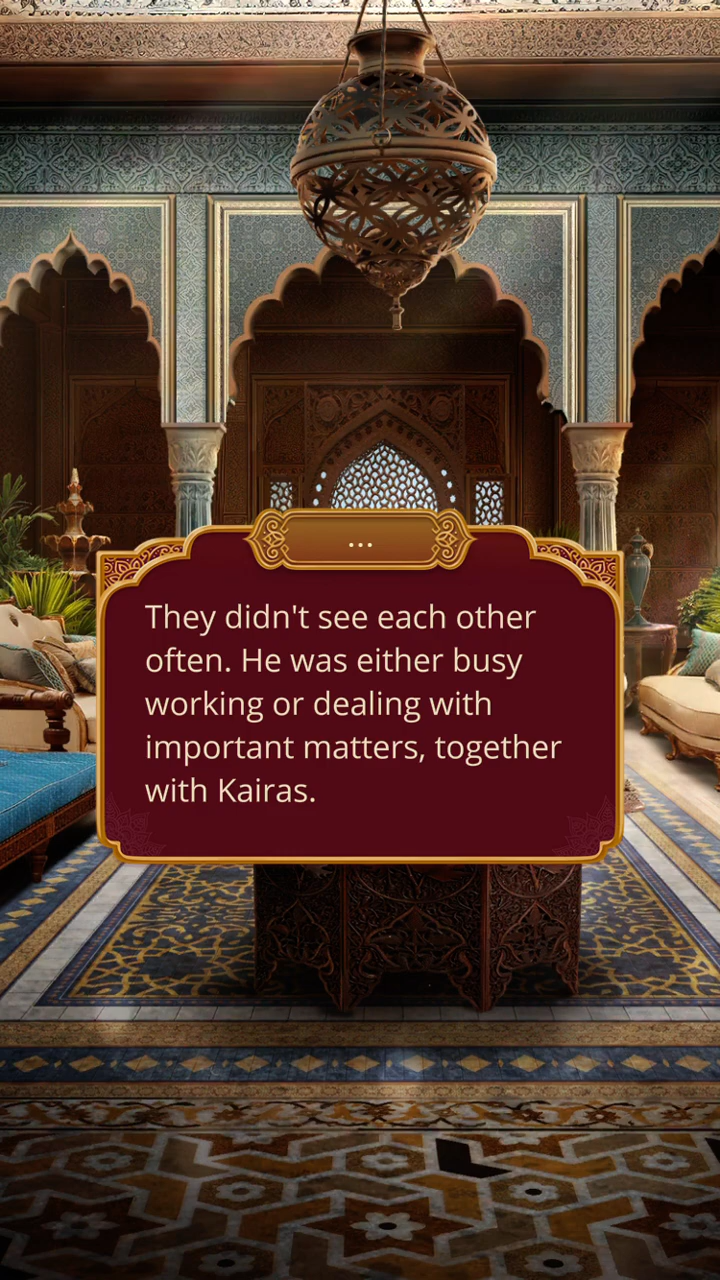 ...
They didn't see each other
often. He was either busy
working or dealing with
important matters, together
with Kairas.